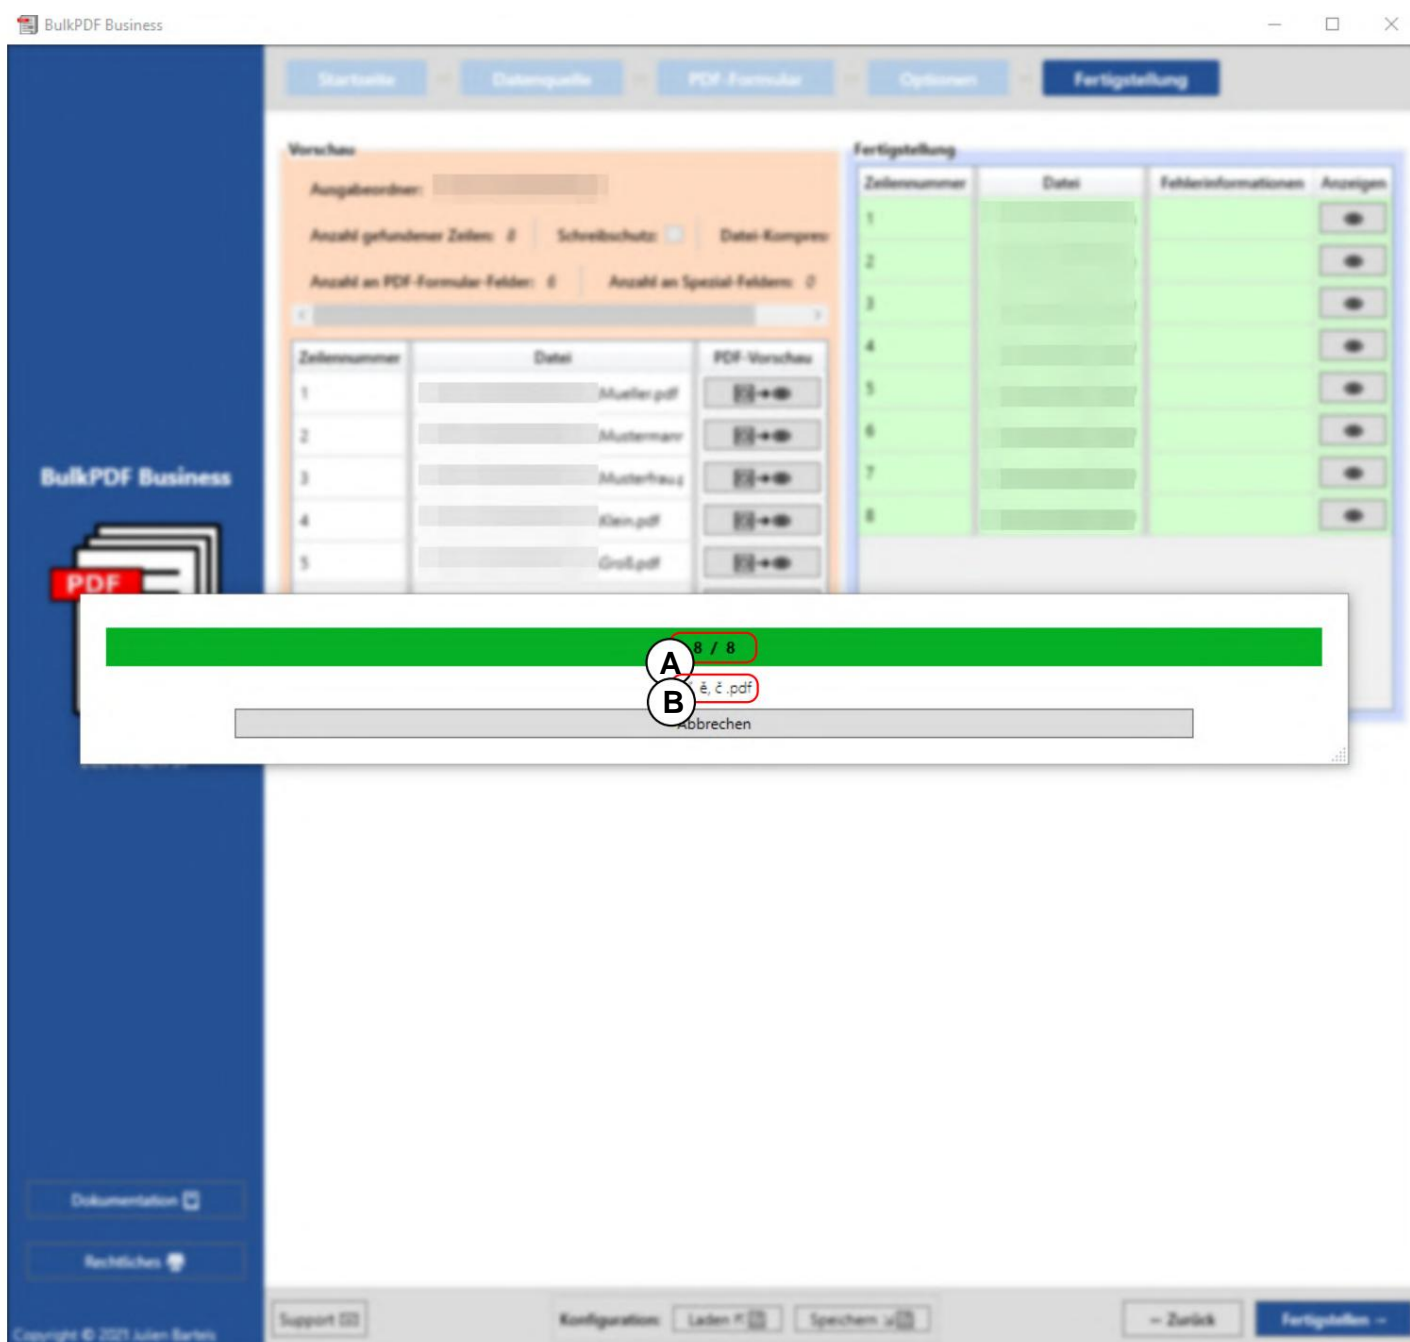 BulkPDF Business
Startseite Datenquelle PDF-Formular Optionen Fertigstellung
Vorschau
Ausgabeordner:
Anzahl gefundener Zeilen: 8 Schreibschutz: Datei-Kompres
Anzahl an PDF-Formular-Felder: 6 Anzahl an Spezial-Feldern: 0
Zeilennummer Datei PDF-Vorschau
1 Mueller.pdf
2 Musterman
3 Musterfrau.p
4 Klein.pdf
5 Groß.pdf
Fertigstellung
Zeilennummer Datei Fehlerinformationen Anzeigen
1
2
3
4
5
6
7
8
BulkPDF Business
PDF
A 8 / 8
B ě, č .pdf
Abbrechen
Dokumentation
Rechtliches
Copyright © 2021 Julien Bartels
Support
Konfiguration: Laden Speichern
Zurück
Fertigstellen